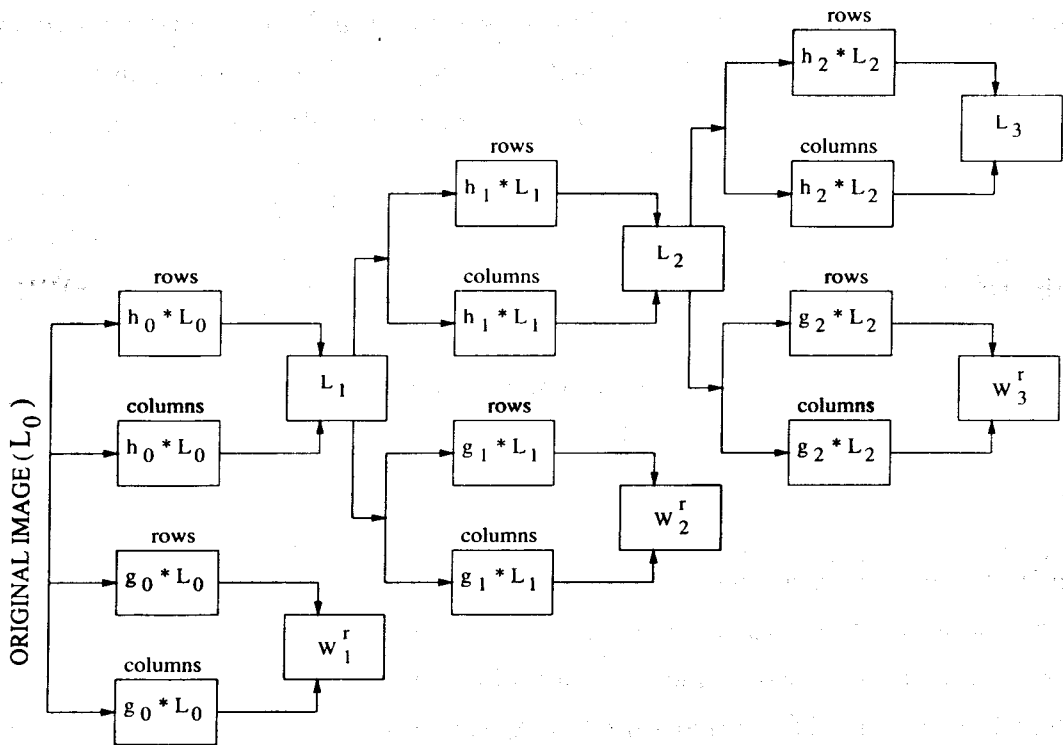 rows
h₂ * L₂
L₃
columns
h₂ * L₂
rows
h₁ * L₁
L₂
columns
h₁ * L₁
rows
g₂ * L₂
W₃ʳ
columns
g₂ * L₂
rows
h₀ * L₀
L₁
columns
h₀ * L₀
rows
g₁ * L₁
W₂ʳ
columns
g₁ * L₁
ORIGINAL IMAGE (L₀)
rows
g₀ * L₀
W₁ʳ
columns
g₀ * L₀